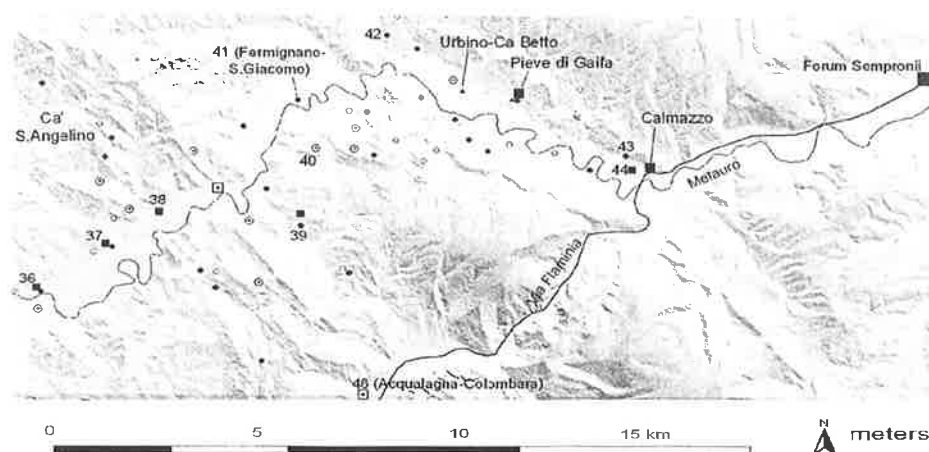 41 (Fermignano-
S.Giacomo)
42
Urbino-Ca Betto
Pieve di Gaifa
Forum Sempronii
Ca'
S.Angelino
Calmazzo
43
44
40
Metauro
38
39
37
36
Via Flaminia
48 (Acqualagna-Colombara)
0 5 10 15 km
N
meters